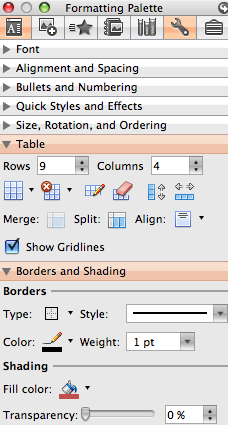 Formatting Palette
Font
Alignment and Spacing
Bullets and Numbering
Quick Styles and Effects
Size, Rotation, and Ordering
Table
Rows 9 Columns 4
Merge: Split: Align:
Show Gridlines
Borders and Shading
Borders
Type: Style:
Color: Weight: 1 pt
Shading
Fill color:
Transparency: 0 %